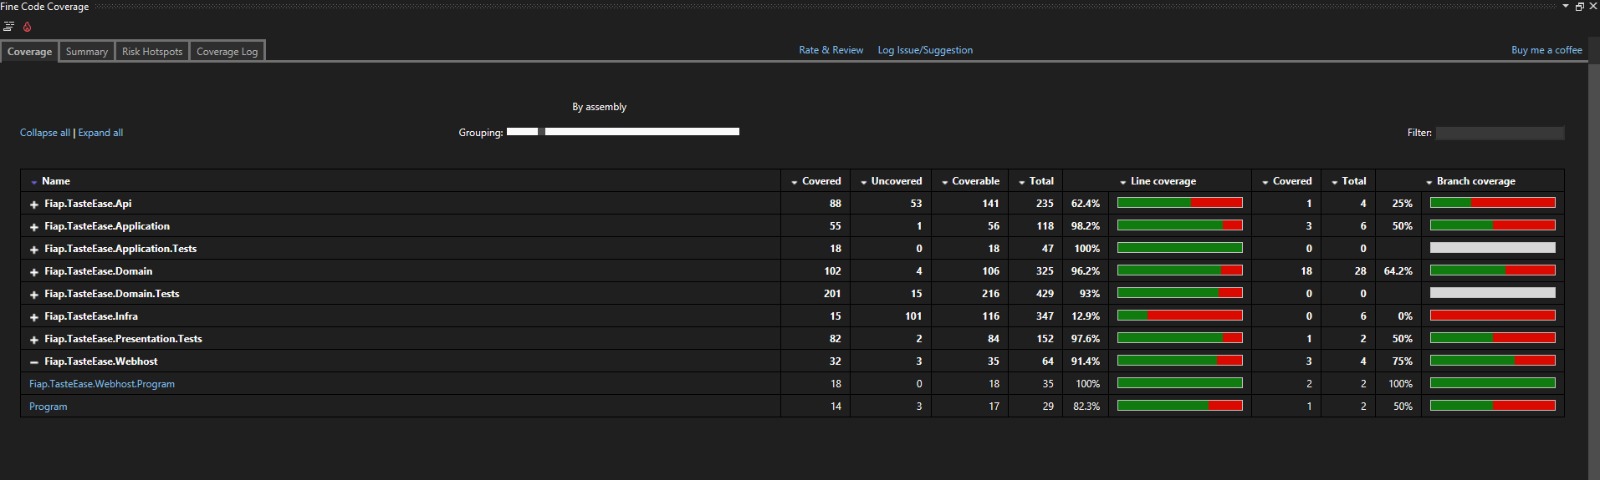 Fine Code Coverage
Coverage Summary Risk Hotspots Coverage Log Rate & Review Log Issue/Suggestion Buy me a coffee
By assembly
Collapse all | Expand all Grouping: Filter:
Name Covered Uncovered Coverable Total Line coverage Covered Total Branch coverage
Fiap.TasteEase.Api 88 53 141 235 62.4% 1 4 25%
Fiap.TasteEase.Application 55 1 56 118 98.2% 3 6 50%
Fiap.TasteEase.Application.Tests 18 0 18 47 100% 0 0
Fiap.TasteEase.Domain 102 4 106 325 96.2% 18 28 64.2%
Fiap.TasteEase.Domain.Tests 201 15 216 429 93% 0 0
Fiap.TasteEase.Infra 15 101 116 347 12.9% 0 6 0%
Fiap.TasteEase.Presentation.Tests 82 2 84 152 97.6% 1 2 50%
Fiap.TasteEase.Webhost 32 3 35 64 91.4% 3 4 75%
Fiap.TasteEase.Webhost.Program 18 0 18 35 100% 2 2 100%
Program 14 3 17 29 82.3% 1 2 50%